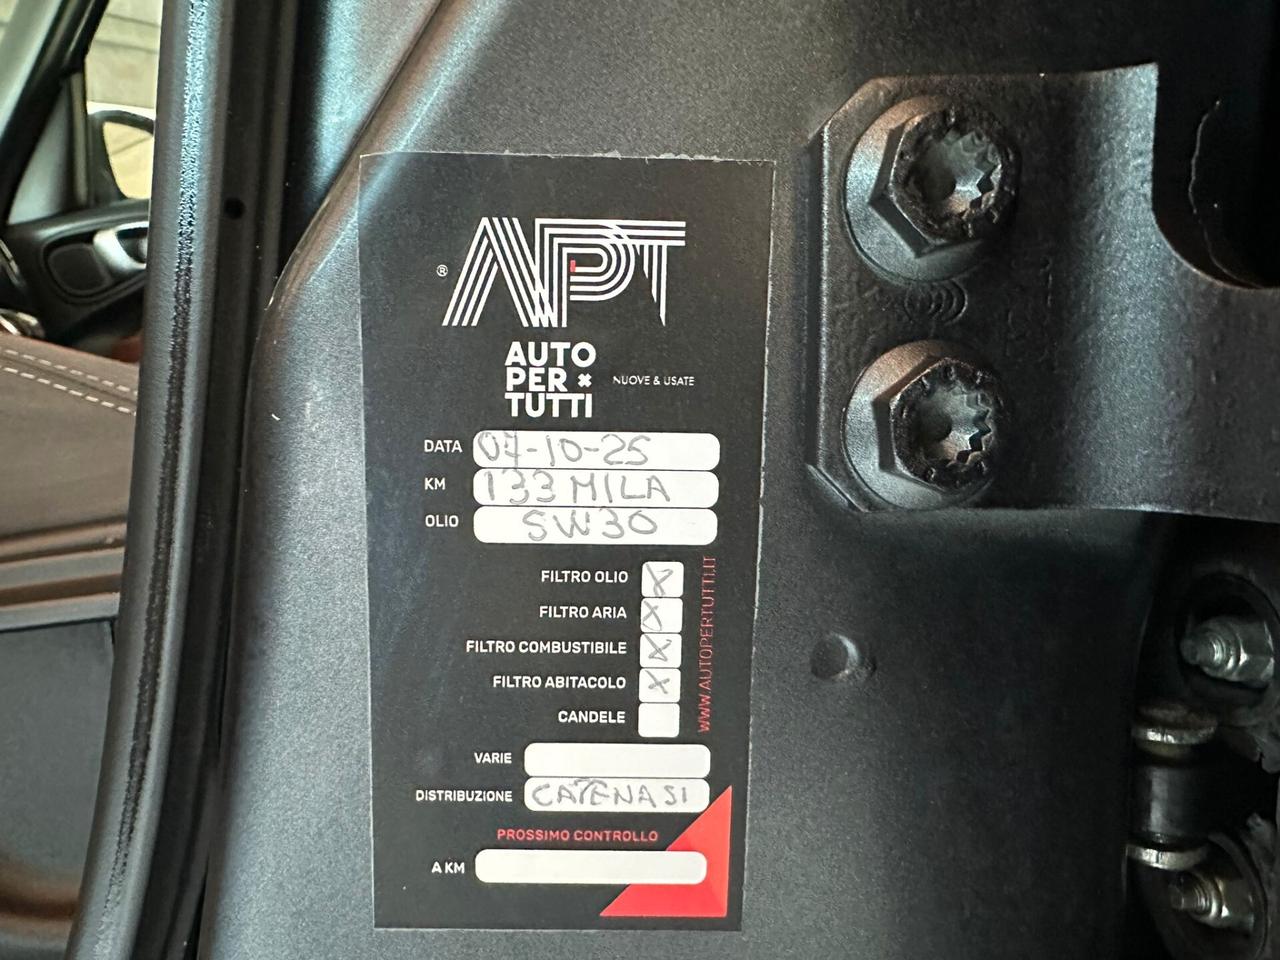 ® APT
AUTO
PER × NUOVE & USATE
TUTTI
DATA 07-10-25
KM 133 MILA
OLIO 5W30
FILTRO OLIO X
FILTRO ARIA X
FILTRO COMBUSTIBILE X
FILTRO ABITACOLO X
CANDELE
WWW.AUTOPERTUTTI.IT
VARIE
DISTRIBUZIONE CATENA SI
PROSSIMO CONTROLLO
A KM